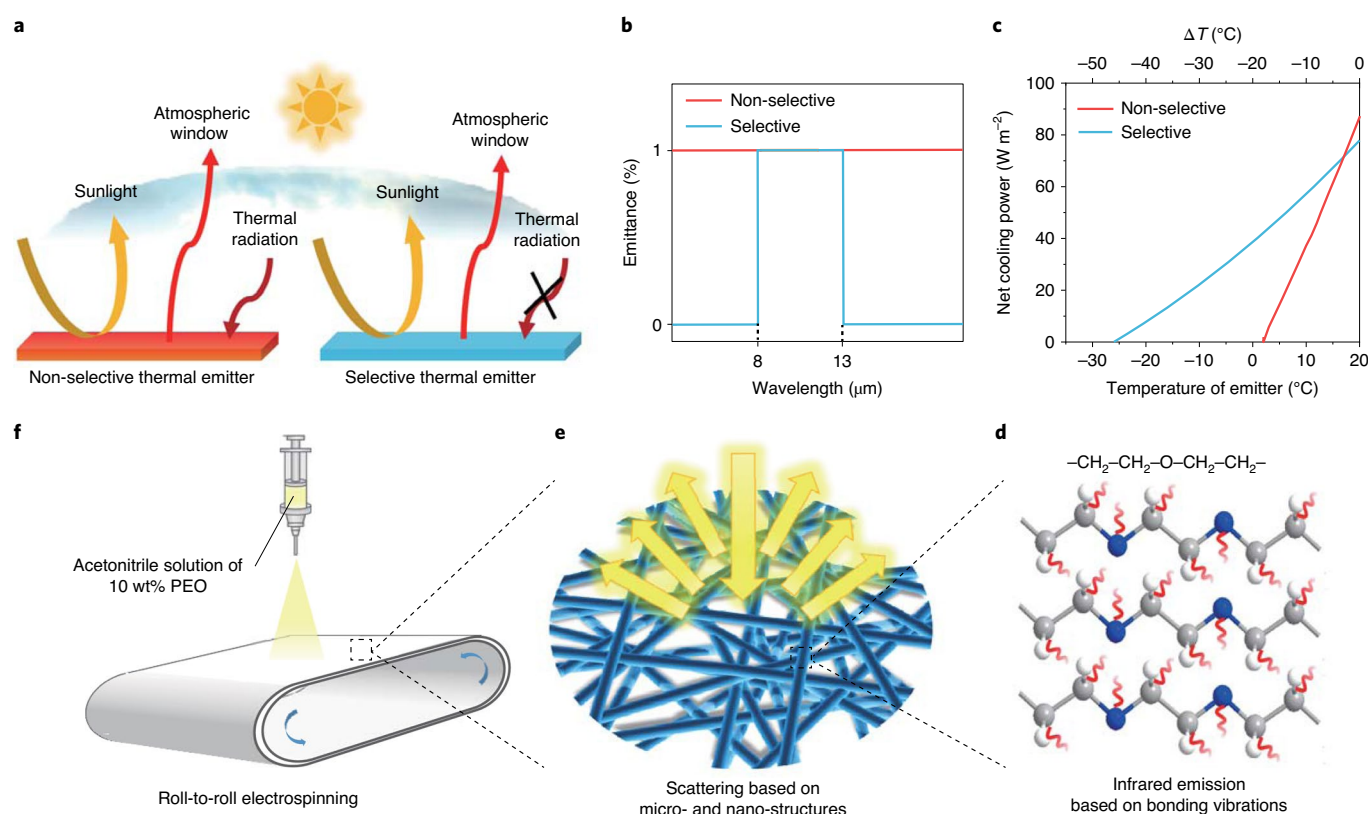 a
Atmospheric
window
Sunlight
Thermal
radiation
Non-selective thermal emitter
Atmospheric
window
Sunlight
Thermal
radiation
Selective thermal emitter
b
Non-selective
Selective
1
0
Emittance (%)
8
13
Wavelength (μm)
c
ΔT (°C)
−50
−40
−30
−20
−10
0
Non-selective
Selective
100
80
60
40
20
0
Net cooling power (W m⁻²)
−30
−20
−10
0
10
20
Temperature of emitter (°C)
f
Acetonitrile solution of
10 wt% PEO
Roll-to-roll electrospinning
e
Scattering based on
micro- and nano-structures
d
–CH₂–CH₂–O–CH₂–CH₂–
Infrared emission
based on bonding vibrations